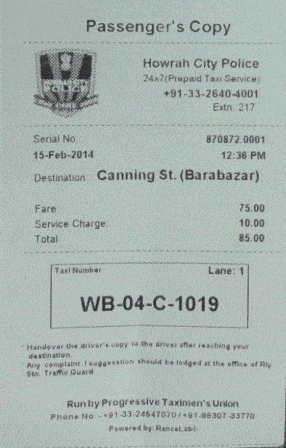 Passenger's Copy
Howrah City Police
24x7(Prepaid Taxi Service)
+91-33-2640-4001
Extn. 217
POLICE
Serial No 870872.0001
15-Feb-2014 12:36 PM
Destination : Canning St. (Barabazar)
Fare 75.00
Service Charge: 10.00
Total 85.00
Taxi Number Lane: 1
WB-04-C-1019
* Handover the driver's copy to the driver after reaching your
destination.
* Any complaint / suggestion should be lodged at the office of Rly
Stn. Traffic Guard
Run by Progressive Taximen's Union
Phone No. -+91-33-24647070 / +91-98307-33770
Powered by: